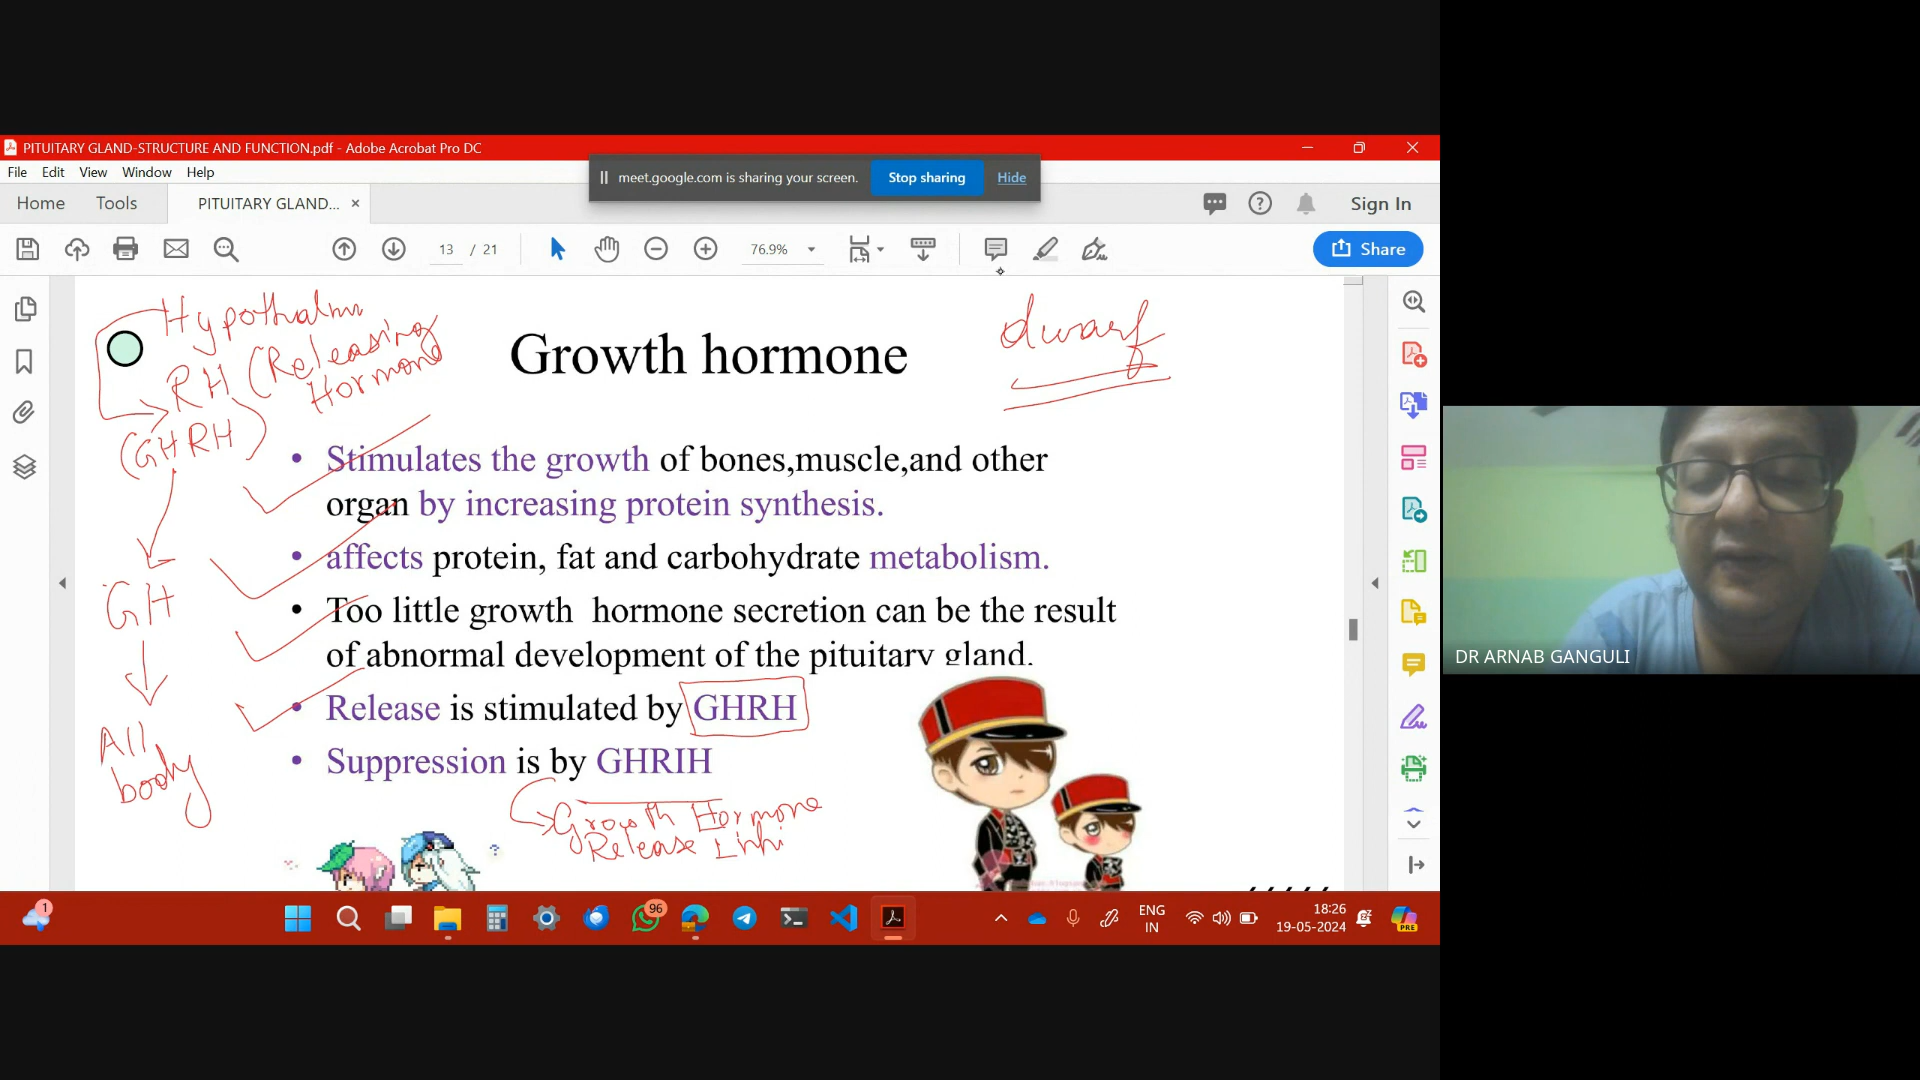 PITUITARY GLAND-STRUCTURE AND FUNCTION.pdf - Adobe Acrobat Pro DC
File Edit View Window Help
meet.google.com is sharing your screen. Stop sharing Hide
Home Tools PITUITARY GLAND... × Sign In
13 / 21 76.9% Share
Hypothalm
RH (Releasing
Hormone
(GHRH)
Growth hormone
dwarf
• Stimulates the growth of bones,muscle,and other
organ by increasing protein synthesis.
• affects protein, fat and carbohydrate metabolism.
GH
• Too little growth hormone secretion can be the result
of abnormal development of the pituitary gland.
• Release is stimulated by GHRH
All
body
• Suppression is by GHRIH
Growth Hormone
Release Inhi
DR ARNAB GANGULI
1
96
ENG
IN
18:26
19-05-2024
PRE